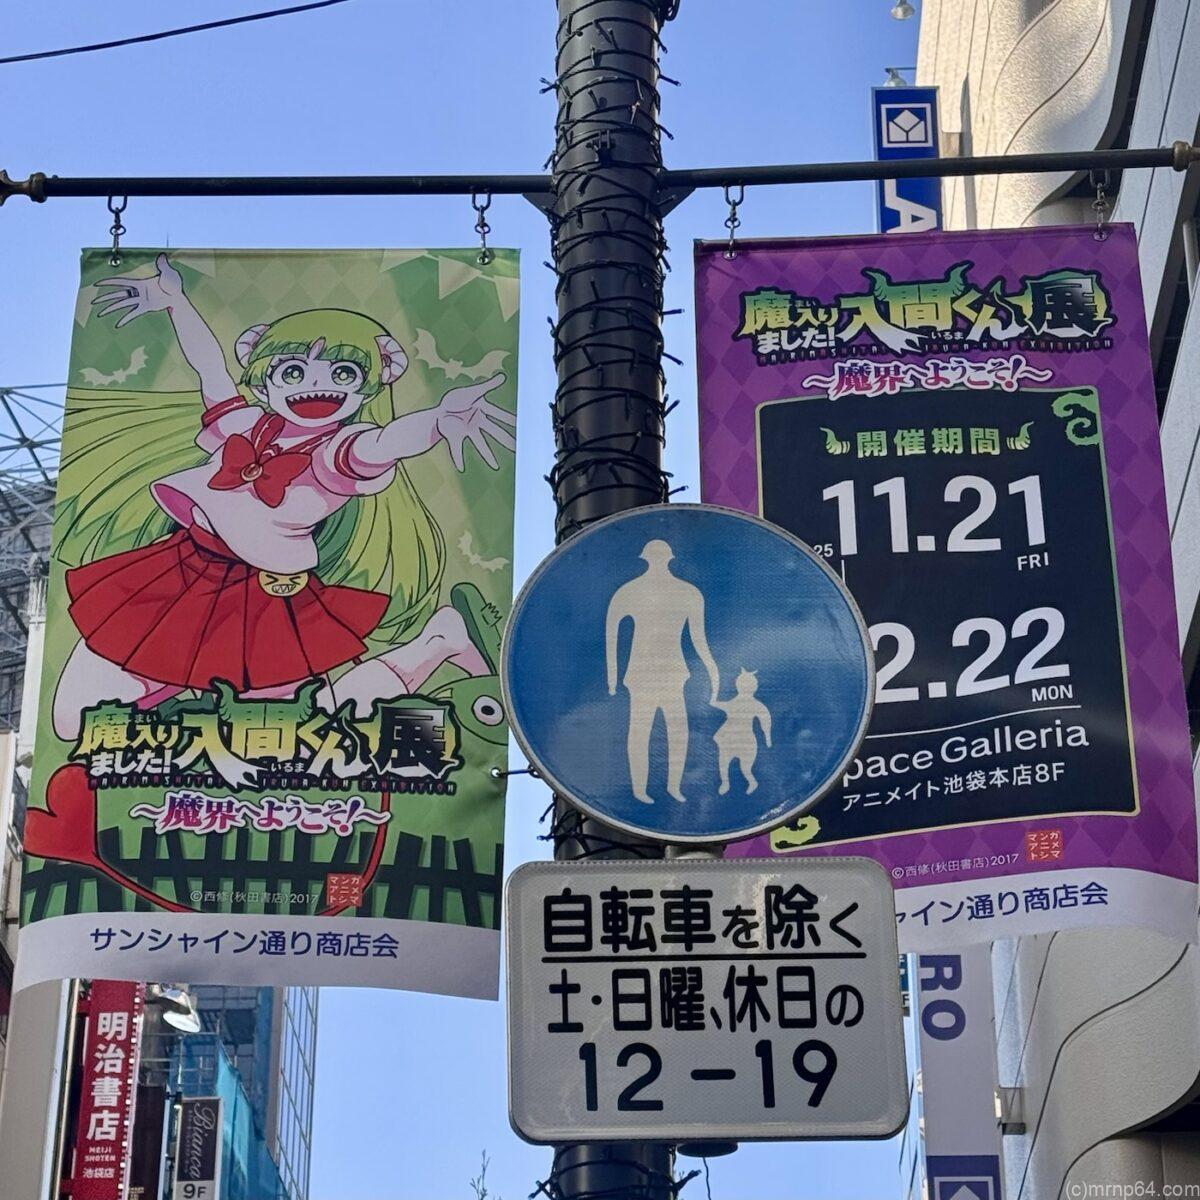 魔入り
ました!
入間くん
展
まい
いるま
MAIRIMASHITA! IRUMA-KUN EXHIBITION
～魔界へようこそ!～
©西修(秋田書店)2017
マンガ
アニメ
トシマ
サンシャイン通り商店会
魔入り
ました!
入間くん
展
まい
いるま
MAIRIMASHITA! IRUMA-KUN EXHIBITION
～魔界へようこそ!～
開催期間
25
11.21
FRI
2.22
MON
pace Galleria
アニメイト池袋本店8F
©西修(秋田書店)2017
マンガ
アニメ
トシマ
ャイン通り商店会
自転車を除く
土・日曜、休日の
12-19
明治書店
MEIJI
SHOTEN
池袋店
Bianca
9F
LA
RO
(c)mrnp64.com